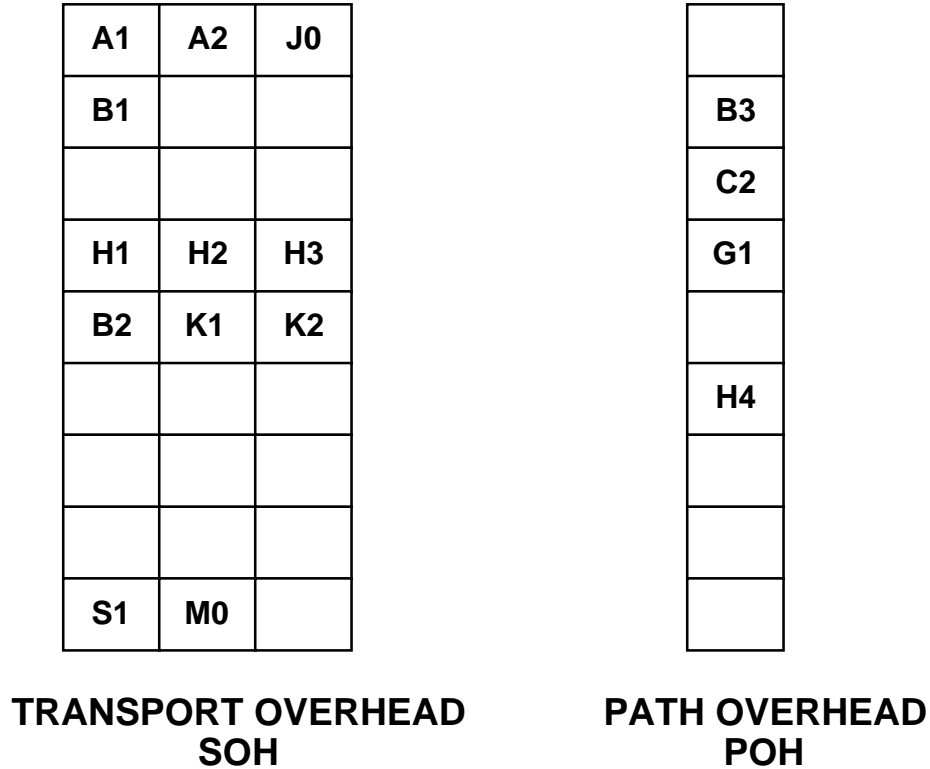 A1 A2 J0
B1
H1 H2 H3
B2 K1 K2
S1 M0
TRANSPORT OVERHEAD
SOH
B3
C2
G1
H4
PATH OVERHEAD
POH